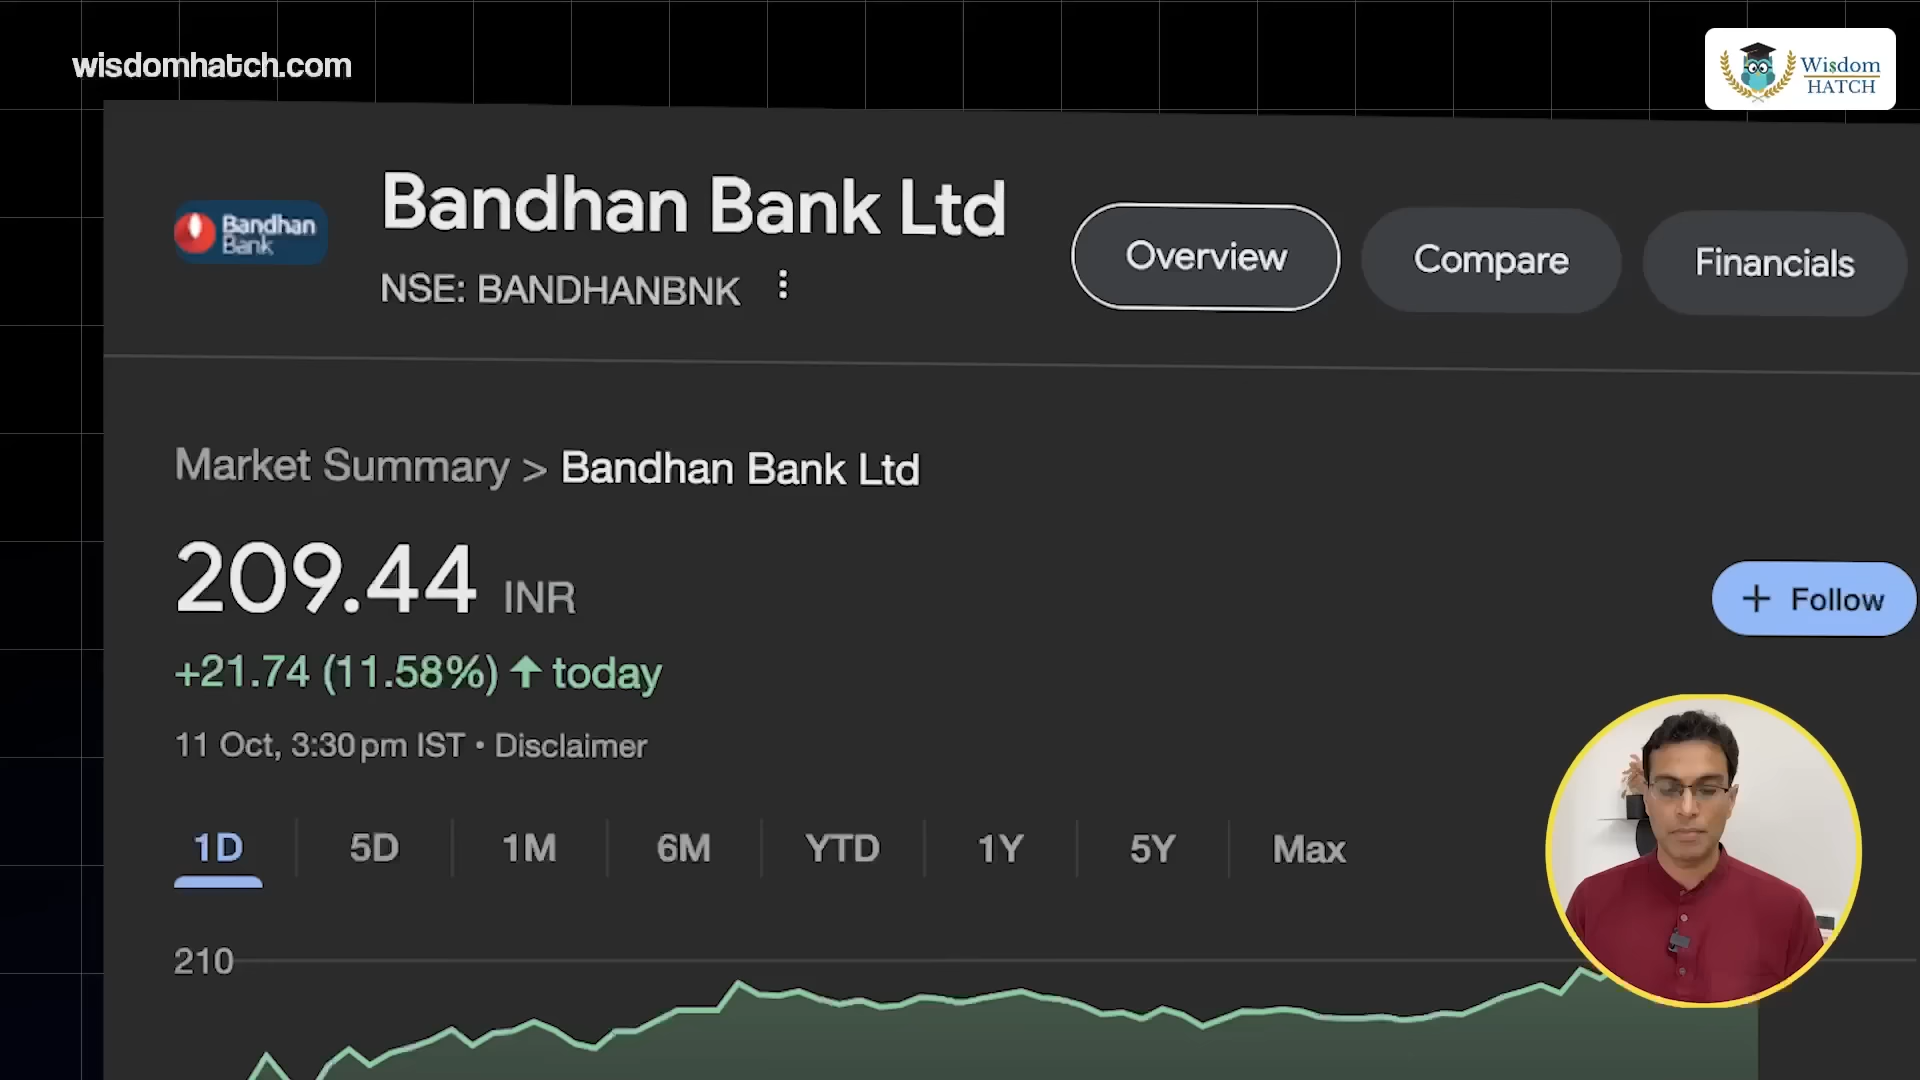 wisdomhatch.com
Wisdom
HATCH
Bandhan
Bank
Bandhan Bank Ltd
NSE: BANDHANBNK
Overview
Compare
Financials
Market Summary > Bandhan Bank Ltd
209.44 INR
+ Follow
+21.74 (11.58%) ↑ today
11 Oct, 3:30 pm IST • Disclaimer
1D 5D 1M 6M YTD 1Y 5Y Max
210